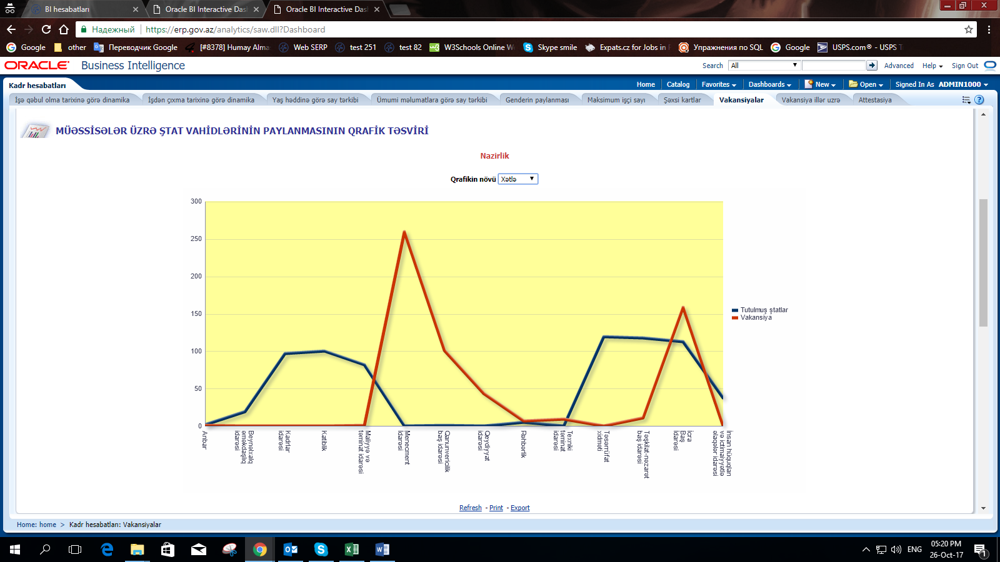 BI hesabatları
Oracle BI Interactive Das
Oracle BI Interactive Das
Надежный
https://erp.gov.az/analytics/saw.dll?Dashboard
Google other Переводчик Google [#8378] Humay Alma Web SERP test 251 test 82 W3Schools Online W Skype smile Expats.cz for Jobs in Упражнения по SQL Google USPS.com® - USPS
ORACLE Business Intelligence
Search All Advanced Help Sign Out
Kadr hesabatları
Home Catalog Favorites Dashboards New Open Signed In As ADMIN1000
İşə qəbul olma tarixinə görə dinamika İşdən çıxma tarixinə görə dinamika Yaş həddinə görə say tərkibi Ümumi məlumatlara görə say tərkibi Genderin paylanması Maksimum işçi sayı Şəxsi kartlar Vakansiyalar Vakansiya illər uzrə Attestasiya
MÜƏSSİSƏLƏR ÜZRƏ ŞTAT VAHİDLƏRİNİN PAYLANMASININ QRAFİK TƏSVİRİ
Nazirlik
Qrafikin növü Xətlə
300
250
200
150
100
50
0
Tutulmuş ştatlar
Vakansiya
Anbar
Beynəlxalq
əməkdaşlıq
idarəsi
Kadrlar
idarəsi
Katiblik
Maliyyə və
təminat idarəsi
Menecment
idarəsi
Qanunvericilik
baş idarəsi
Qeydiyyat
idarəsi
Rəhbərlik
Texniki
təminat
idarəsi
Təsərrüfat
xidməti
Təşkilat-nəzarət
baş idarəsi
İcra
Baş
idarəsi
İnsan hüquqları
və ictimaiyyətlə
əlaqələr idarəsi
Refresh - Print - Export
Home: home > Kadr hesabatları: Vakansiyalar
ENG
05:20 PM
26-Oct-17
1